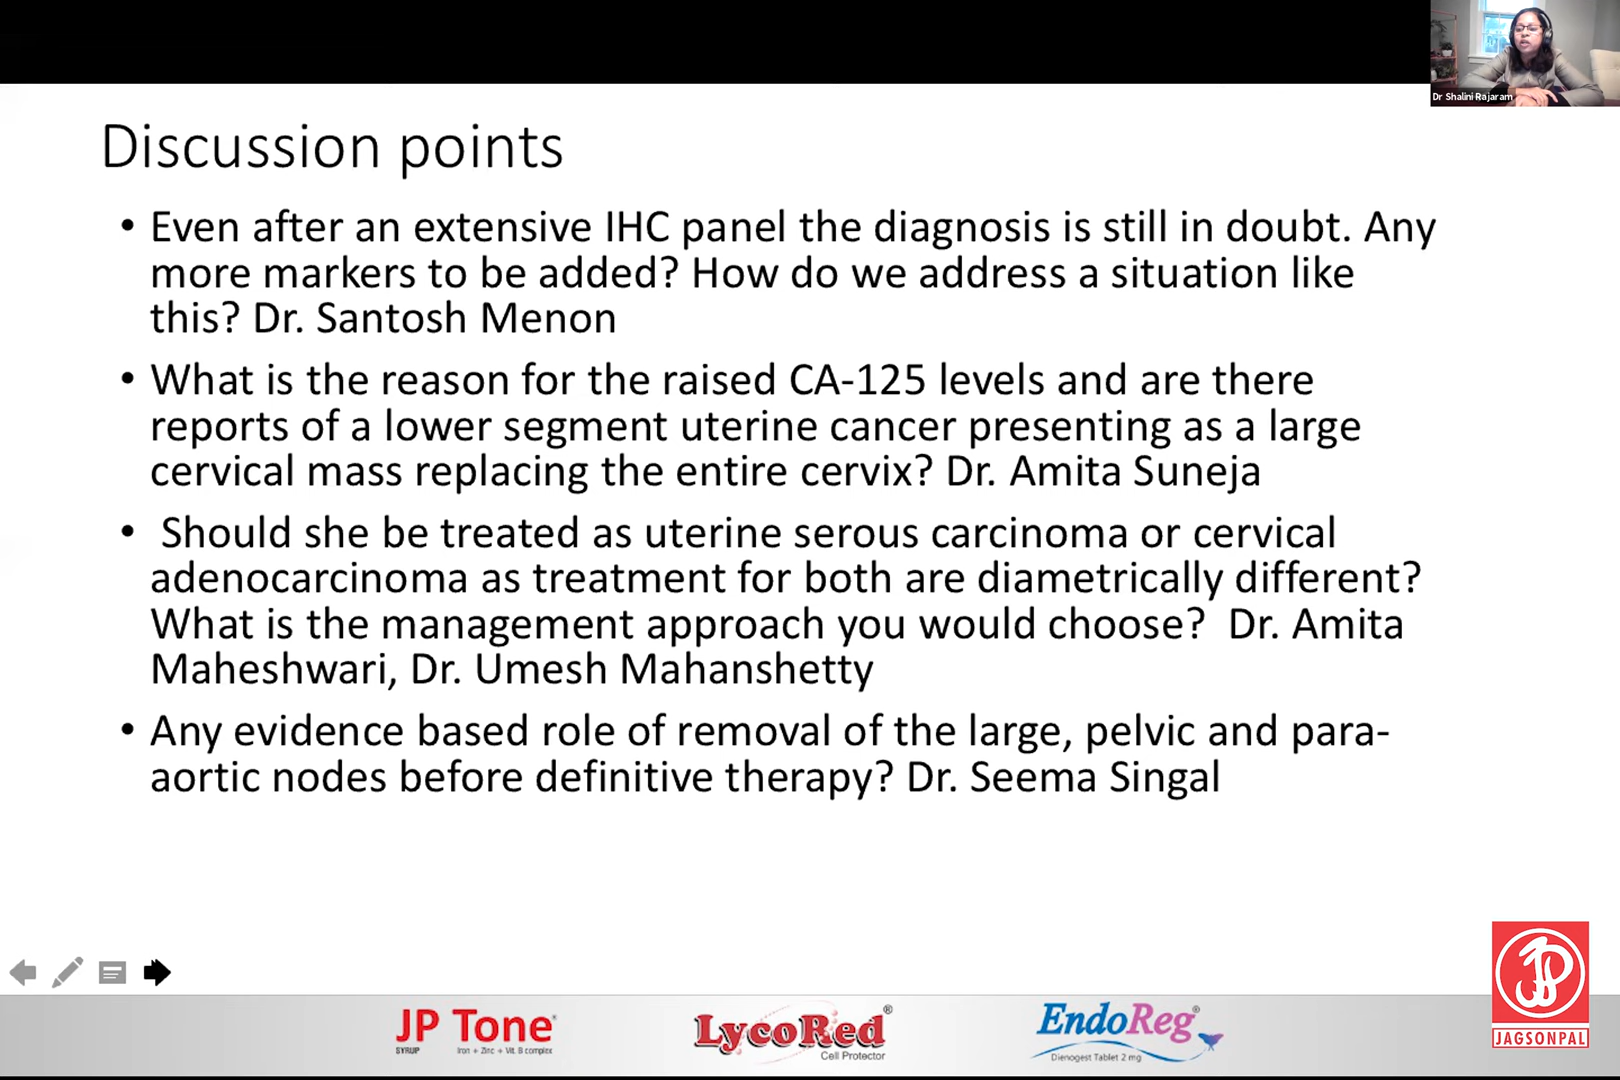 Dr Shalini Rajaram
Discussion points
• Even after an extensive IHC panel the diagnosis is still in doubt. Any
more markers to be added? How do we address a situation like
this? Dr. Santosh Menon
• What is the reason for the raised CA-125 levels and are there
reports of a lower segment uterine cancer presenting as a large
cervical mass replacing the entire cervix? Dr. Amita Suneja
• Should she be treated as uterine serous carcinoma or cervical
adenocarcinoma as treatment for both are diametrically different?
What is the management approach you would choose? Dr. Amita
Maheshwari, Dr. Umesh Mahanshetty
• Any evidence based role of removal of the large, pelvic and para-
aortic nodes before definitive therapy? Dr. Seema Singal
JP Tone
SYRUP Iron + Zinc + Vit. B complex
LycoRed®
Cell Protector
EndoReg®
Dienogest Tablet 2 mg
JAGSONPAL